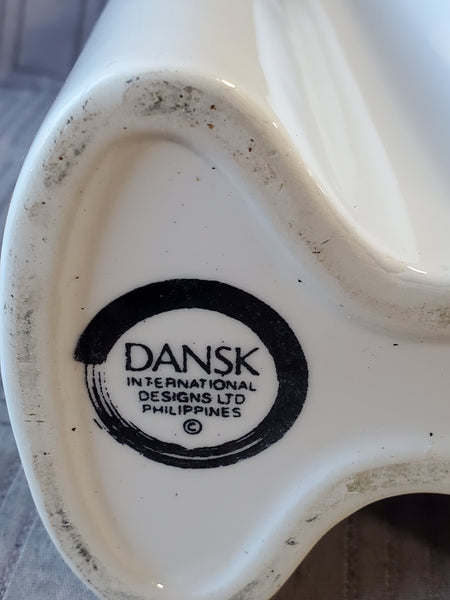 DANSK
INTERNATIONAL
DESIGNS LTD
PHILIPPINES
©